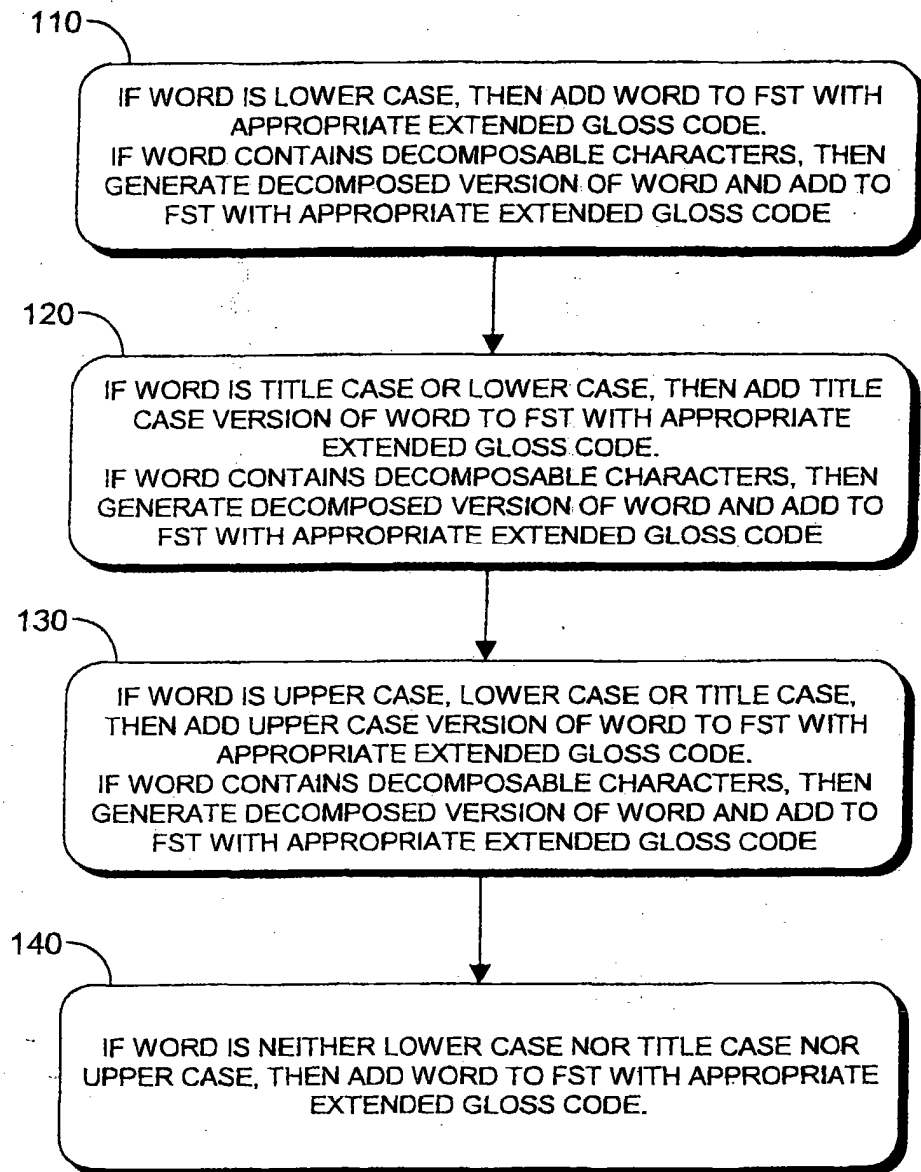 110
IF WORD IS LOWER CASE, THEN ADD WORD TO FST WITH
APPROPRIATE EXTENDED GLOSS CODE.
IF WORD CONTAINS DECOMPOSABLE CHARACTERS, THEN
GENERATE DECOMPOSED VERSION OF WORD AND ADD TO
FST WITH APPROPRIATE EXTENDED GLOSS CODE
120
IF WORD IS TITLE CASE OR LOWER CASE, THEN ADD TITLE
CASE VERSION OF WORD TO FST WITH APPROPRIATE
EXTENDED GLOSS CODE.
IF WORD CONTAINS DECOMPOSABLE CHARACTERS, THEN
GENERATE DECOMPOSED VERSION OF WORD AND ADD TO
FST WITH APPROPRIATE EXTENDED GLOSS CODE
130
IF WORD IS UPPER CASE, LOWER CASE OR TITLE CASE,
THEN ADD UPPER CASE VERSION OF WORD TO FST WITH
APPROPRIATE EXTENDED GLOSS CODE.
IF WORD CONTAINS DECOMPOSABLE CHARACTERS, THEN
GENERATE DECOMPOSED VERSION OF WORD AND ADD TO
FST WITH APPROPRIATE EXTENDED GLOSS CODE
140
IF WORD IS NEITHER LOWER CASE NOR TITLE CASE NOR
UPPER CASE, THEN ADD WORD TO FST WITH APPROPRIATE
EXTENDED GLOSS CODE.